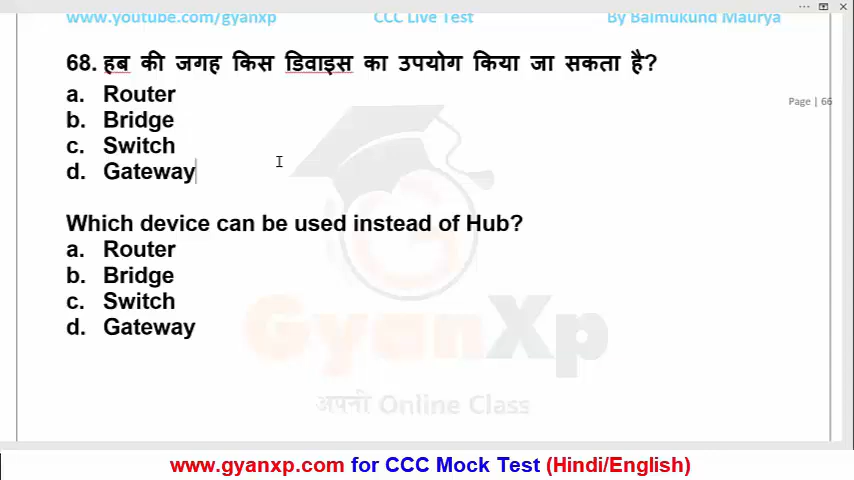 www.youtube.com/gyanxp CCC Live Test By Balmukund Maurya
68. हब की जगह किस डिवाइस का उपयोग किया जा सकता है?
Page | 66
a. Router
b. Bridge
c. Switch
d. Gateway
Which device can be used instead of Hub?
a. Router
b. Bridge
c. Switch
d. Gateway
GyanXp
अपनी Online Class
www.gyanxp.com for CCC Mock Test (Hindi/English)